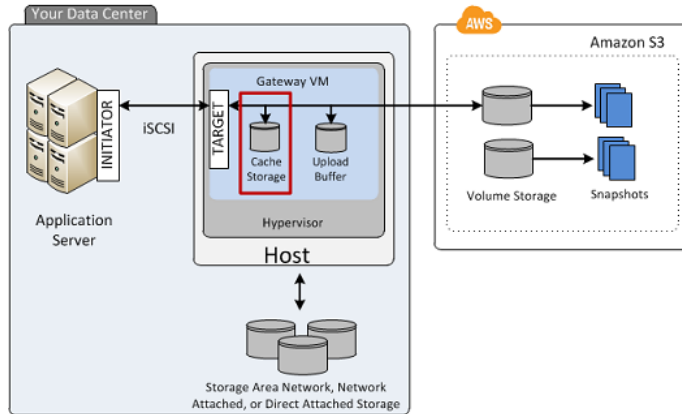 Your Data Center
AWS
Amazon S3
Gateway VM
INITIATOR
iSCSI
TARGET
Cache
Storage
Upload
Buffer
Volume Storage
Snapshots
Application
Server
Hypervisor
Host
Storage Area Network, Network
Attached, or Direct Attached Storage